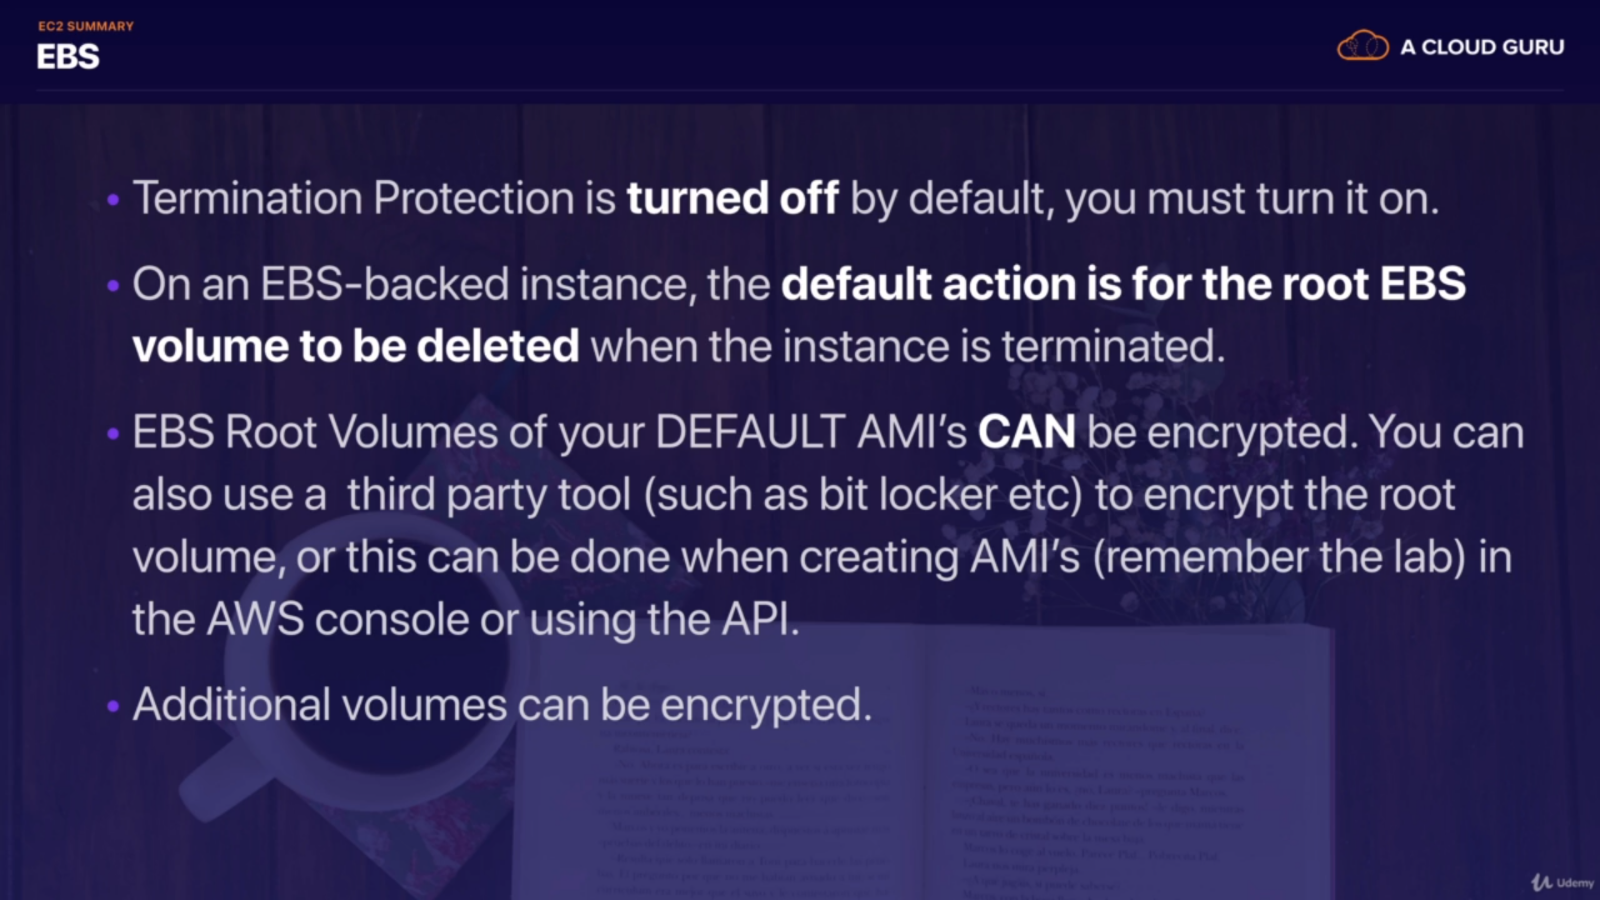 EC2 SUMMARY
EBS
A CLOUD GURU
• Termination Protection is turned off by default, you must turn it on.
• On an EBS-backed instance, the default action is for the root EBS
volume to be deleted when the instance is terminated.
• EBS Root Volumes of your DEFAULT AMI's CAN be encrypted. You can
also use a third party tool (such as bit locker etc) to encrypt the root
volume, or this can be done when creating AMI's (remember the lab) in
the AWS console or using the API.
• Additional volumes can be encrypted.
Udemy